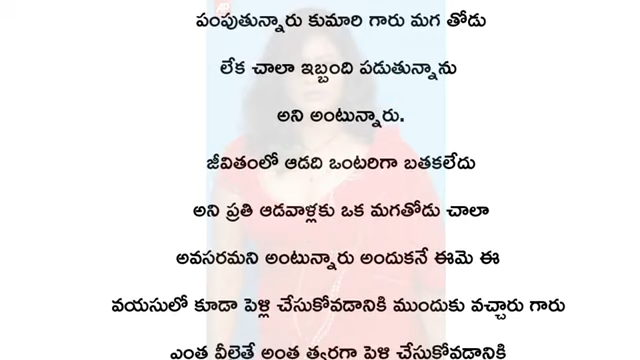 పంపుతున్నారు కుమారి గారు మగ తోడు
లేక చాలా ఇబ్బంది పడుతున్నాను
అని అంటున్నారు.
జీవితంలో ఆడది ఒంటరిగా బతకలేదు
అని ప్రతి ఆడవాళ్లకు ఒక మగతోడు చాలా
అవసరమని అంటున్నారు అందుకనే ఈమె ఈ
వయసులో కూడా పెళ్లి చేసుకోవడానికి ముందుకు వచ్చారు గారు
ఎంత వీలైతే అంత త్వరగా పెళ్లి చేసుకోవడానికి